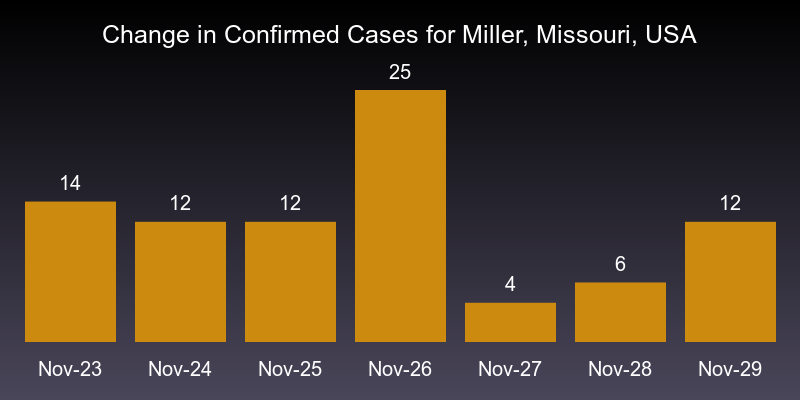 Change in Confirmed Cases for Miller, Missouri, USA
25
14
12
12
12
6
4
Nov-23
Nov-24
Nov-25
Nov-26
Nov-27
Nov-28
Nov-29